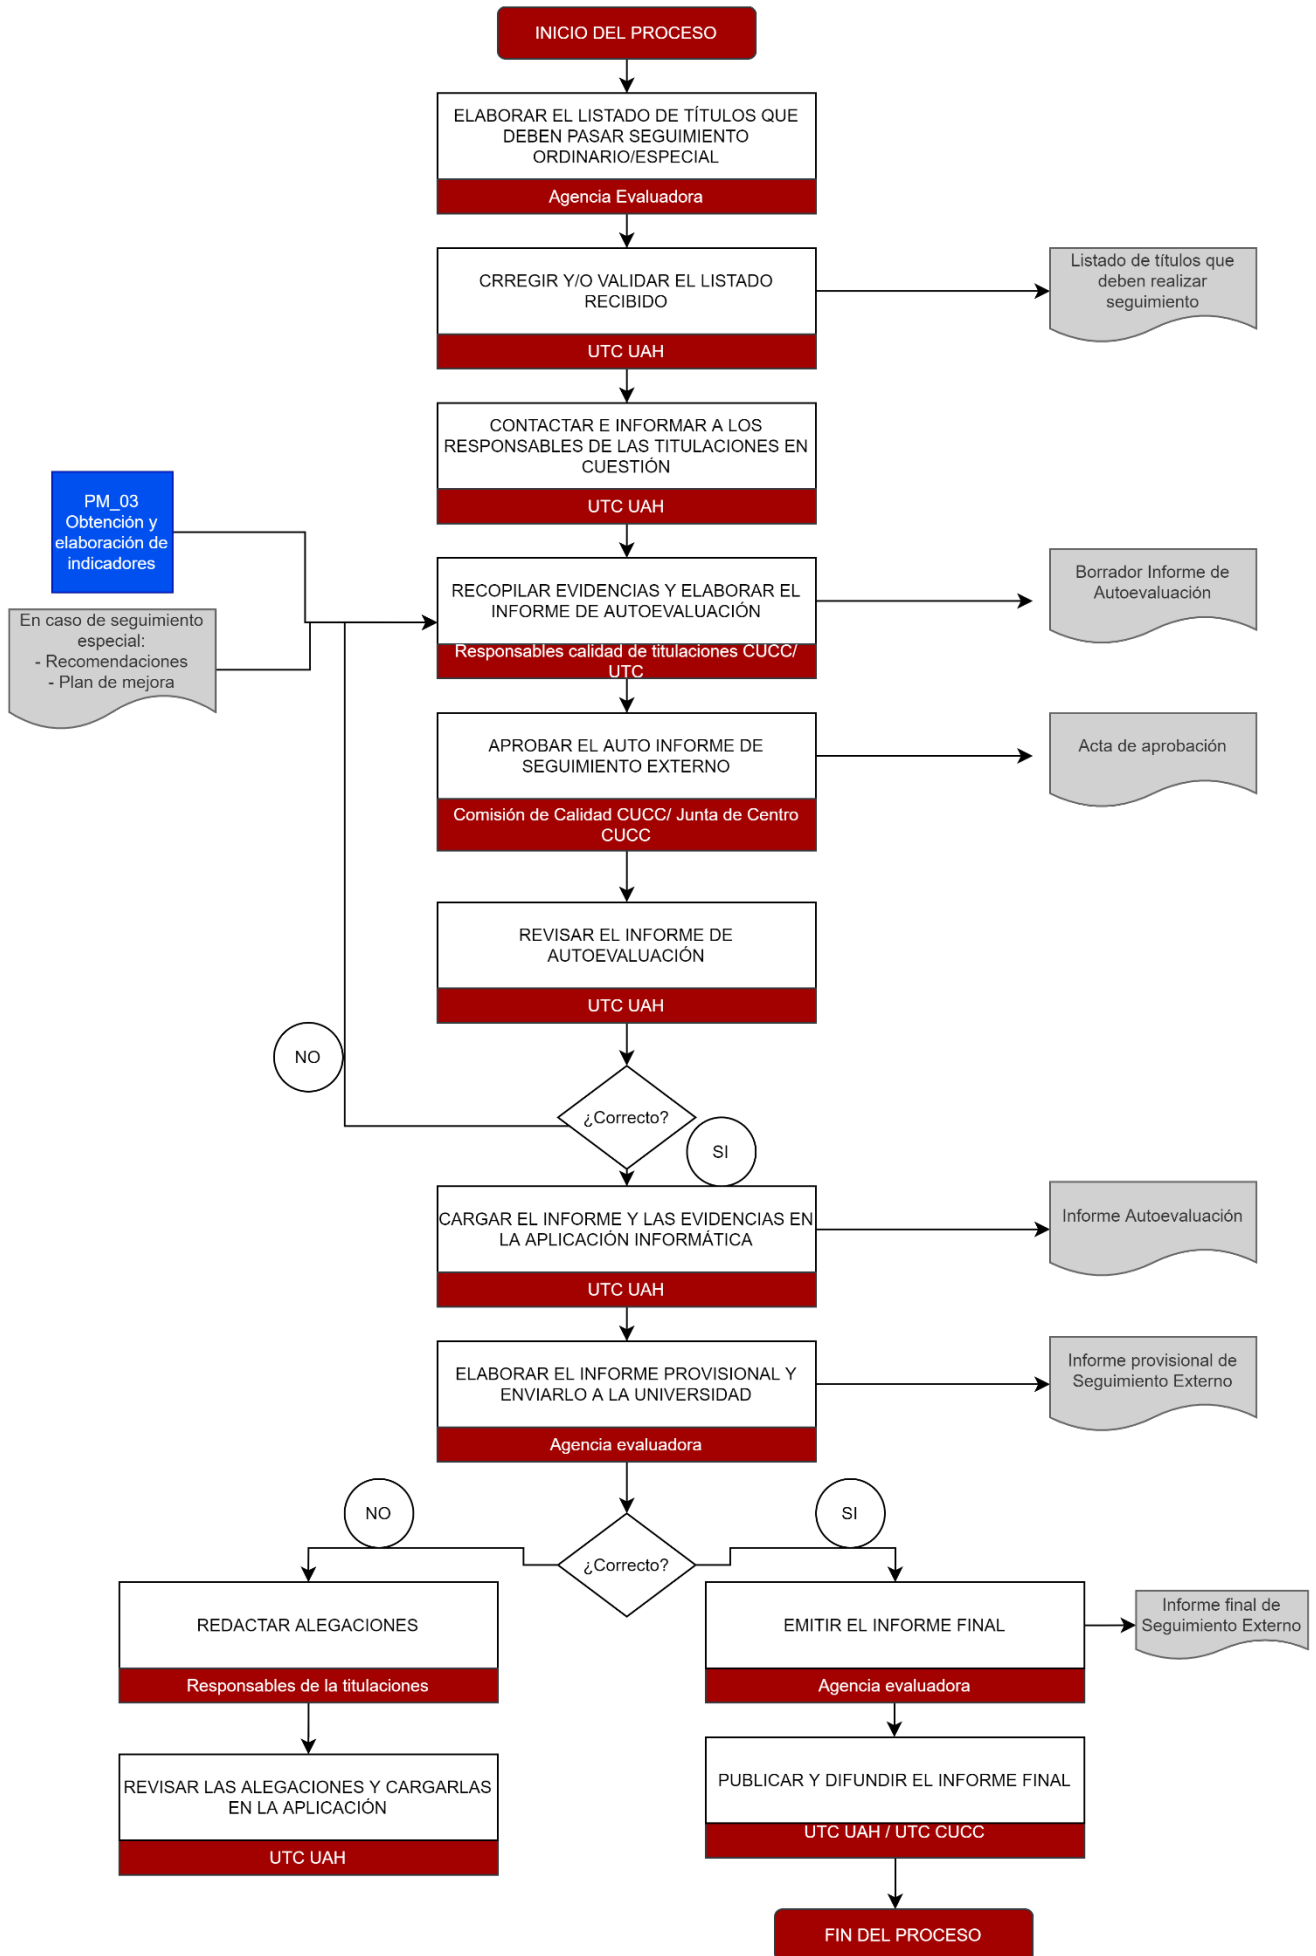 INICIO DEL PROCESO
ELABORAR EL LISTADO DE TÍTULOS QUE
DEBEN PASAR SEGUIMIENTO
ORDINARIO/ESPECIAL
Agencia Evaluadora
CRREGIR Y/O VALIDAR EL LISTADO
RECIBIDO
UTC UAH
Listado de títulos que
deben realizar
seguimiento
CONTACTAR E INFORMAR A LOS
RESPONSABLES DE LAS TITULACIONES EN
CUESTIÓN
UTC UAH
PM_03
Obtención y
elaboración de
indicadores
En caso de seguimiento
especial:
- Recomendaciones
- Plan de mejora
RECOPILAR EVIDENCIAS Y ELABORAR EL
INFORME DE AUTOEVALUACIÓN
Responsables calidad de titulaciones CUCC/
UTC
Borrador Informe de
Autoevaluación
APROBAR EL AUTO INFORME DE
SEGUIMIENTO EXTERNO
Comisión de Calidad CUCC/ Junta de Centro
CUCC
Acta de aprobación
REVISAR EL INFORME DE
AUTOEVALUACIÓN
UTC UAH
NO
¿Correcto?
SI
CARGAR EL INFORME Y LAS EVIDENCIAS EN
LA APLICACIÓN INFORMÁTICA
UTC UAH
Informe Autoevaluación
ELABORAR EL INFORME PROVISIONAL Y
ENVIARLO A LA UNIVERSIDAD
Agencia evaluadora
Informe provisional de
Seguimiento Externo
NO
SI
¿Correcto?
REDACTAR ALEGACIONES
Responsables de la titulaciones
EMITIR EL INFORME FINAL
Agencia evaluadora
Informe final de
Seguimiento Externo
REVISAR LAS ALEGACIONES Y CARGARLAS
EN LA APLICACIÓN
UTC UAH
PUBLICAR Y DIFUNDIR EL INFORME FINAL
UTC UAH / UTC CUCC
FIN DEL PROCESO